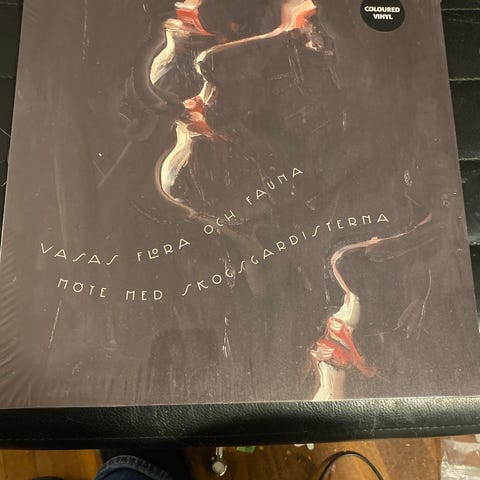 COLOURED
VINYL
VASAS FLORA OCH FAUNA
MÖTE MED SKOGSGARDISTERNA